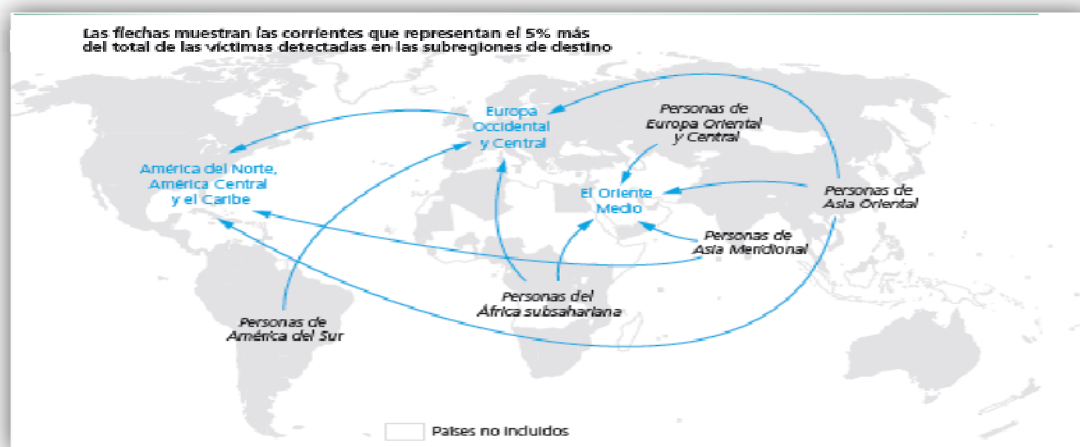 Las flechas muestran las corrientes que representan el 5% más
del total de las víctimas detectadas en las subregiones de destino
Europa
Occidental
y Central
Personas de
Europa Oriental
y Central
América del Norte,
América Central
y el Caribe
El Oriente
Medio
Personas de
Asia Oriental
Personas de
Asia Meridional
Personas del
África subsahariana
Personas de
América del Sur
Países no incluidos